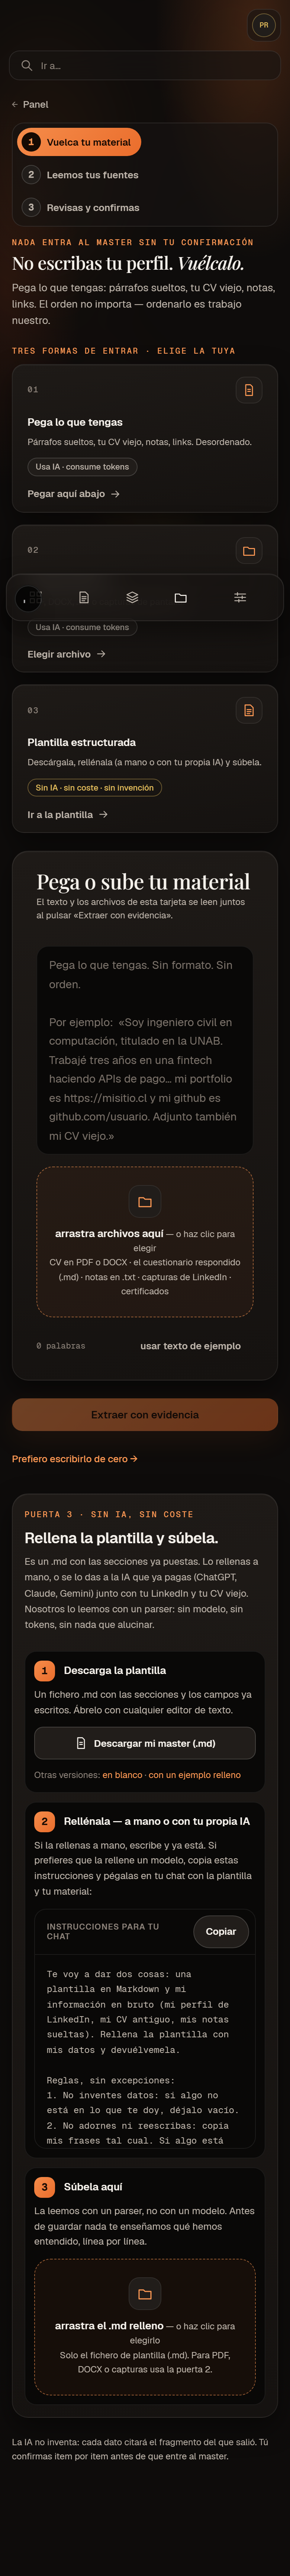 PR
Ir a...
← Panel
1 Vuelca tu material
2 Leemos tus fuentes
3 Revisas y confirmas
NADA ENTRA AL MASTER SIN TU CONFIRMACIÓN
No escribas tu perfil. Vuélcalo.
Pega lo que tengas: párrafos sueltos, tu CV viejo, notas,
links. El orden no importa — ordenarlo es trabajo
nuestro.
TRES FORMAS DE ENTRAR · ELIGE LA TUYA
01
Pega lo que tengas
Párrafos sueltos, tu CV viejo, notas, links. Desordenado.
Usa IA · consume tokens
Pegar aquí abajo →
02
Usa IA · consume tokens
Elegir archivo →
03
Plantilla estructurada
Descárgala, rellénala (a mano o con tu propia IA) y súbela.
Sin IA · sin coste · sin invención
Ir a la plantilla →
Pega o sube tu material
El texto y los archivos de esta tarjeta se leen juntos
al pulsar «Extraer con evidencia».
Pega lo que tengas. Sin formato. Sin
orden.
Por ejemplo: «Soy ingeniero civil en
computación, titulado en la UNAB.
Trabajé tres años en una fintech
haciendo APIs de pago... mi portfolio
es https://misitio.cl y mi github es
github.com/usuario. Adjunto también
mi CV viejo.»
arrastra archivos aquí — o haz clic para
elegir
CV en PDF o DOCX · el cuestionario respondido
(.md) · notas en .txt · capturas de LinkedIn ·
certificados
0 palabras
usar texto de ejemplo
Extraer con evidencia
Prefiero escribirlo de cero →
PUERTA 3 · SIN IA, SIN COSTE
Rellena la plantilla y súbela.
Es un .md con las secciones ya puestas. Lo rellenas a
mano, o se lo das a la IA que ya pagas (ChatGPT,
Claude, Gemini) junto con tu LinkedIn y tu CV viejo.
Nosotros lo leemos con un parser: sin modelo, sin
tokens, sin nada que alucinar.
1 Descarga la plantilla
Un fichero .md con las secciones y los campos ya
escritos. Ábrelo con cualquier editor de texto.
Descargar mi master (.md)
Otras versiones: en blanco · con un ejemplo relleno
2 Rellénala — a mano o con tu propia IA
Si la rellenas a mano, escribe y ya está. Si
prefieres que la rellene un modelo, copia estas
instrucciones y pégalas en tu chat con la plantilla
y tu material:
INSTRUCCIONES PARA TU
CHAT
Copiar
Te voy a dar dos cosas: una
plantilla en Markdown y mi
información en bruto (mi perfil de
LinkedIn, mi CV antiguo, mis notas
sueltas). Rellena la plantilla con
mis datos y devuélvemela.
Reglas, sin excepciones:
1. No inventes datos: si algo no
está en lo que te doy, déjalo vacío.
2. No adornes ni reescribas: copia
mis frases tal cual. Si algo está
3 Súbela aquí
La leemos con un parser, no con un modelo. Antes
de guardar nada te enseñamos qué hemos
entendido, línea por línea.
arrastra el .md relleno — o haz clic para
elegirlo
Solo el fichero de plantilla (.md). Para PDF,
DOCX o capturas usa la puerta 2.
La IA no inventa: cada dato citará el fragmento del que salió. Tú
confirmas item por item antes de que entre al master.